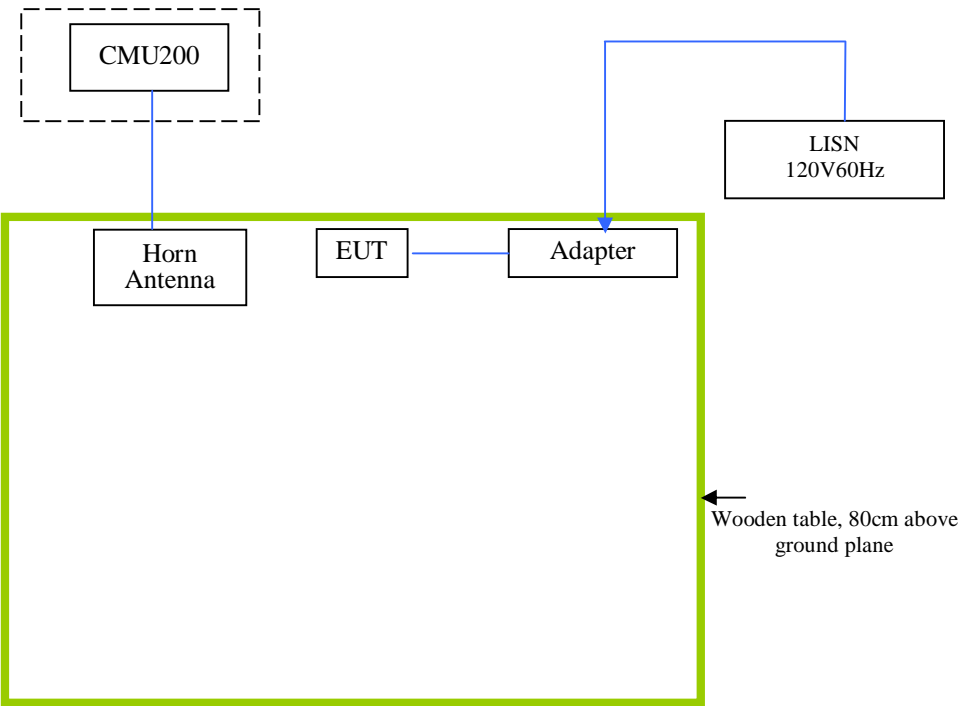 CMU200
LISN
120V60Hz
Horn
Antenna
EUT
Adapter
Wooden table, 80cm above
ground plane